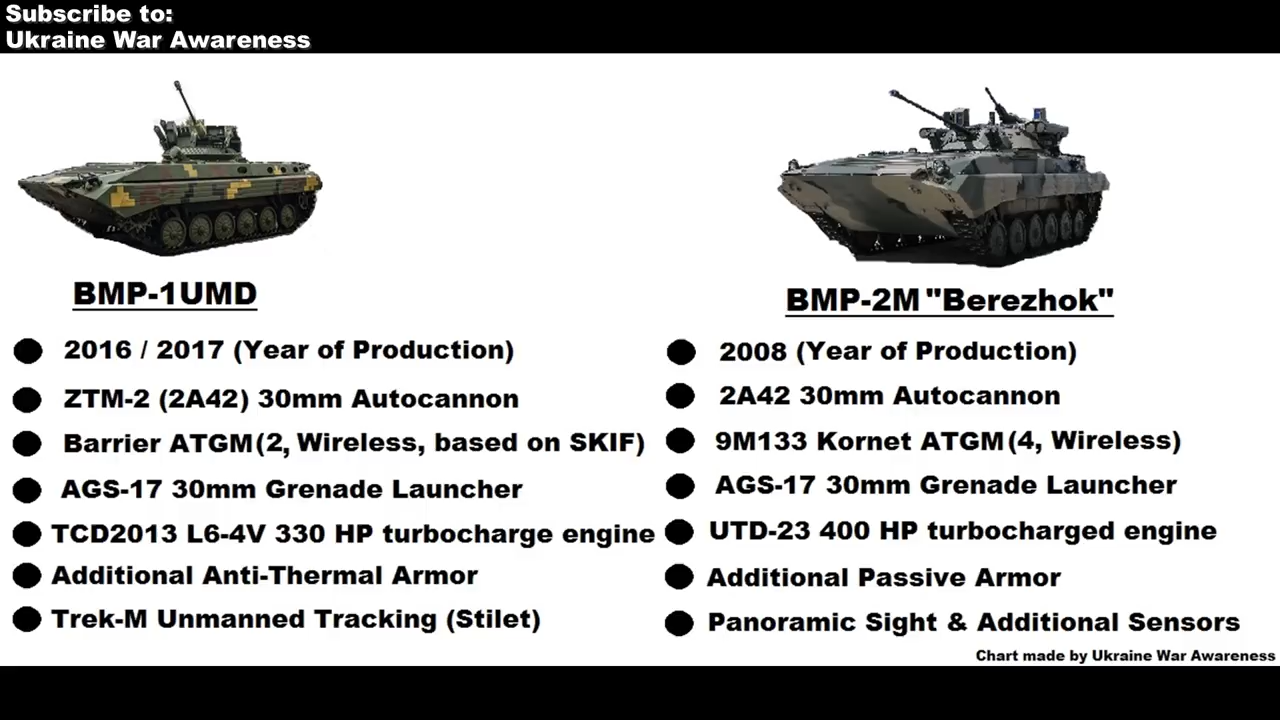 Subscribe to:
Ukraine War Awareness
BMP-1UMD
2016 / 2017 (Year of Production)
ZTM-2 (2A42) 30mm Autocannon
Barrier ATGM(2, Wireless, based on SKIF)
AGS-17 30mm Grenade Launcher
TCD2013 L6-4V 330 HP turbocharge engine
Additional Anti-Thermal Armor
Trek-M Unmanned Tracking (Stilet)
BMP-2M "Berezhok"
2008 (Year of Production)
2A42 30mm Autocannon
9M133 Kornet ATGM(4, Wireless)
AGS-17 30mm Grenade Launcher
UTD-23 400 HP turbocharged engine
Additional Passive Armor
Panoramic Sight & Additional Sensors
Chart made by Ukraine War Awareness